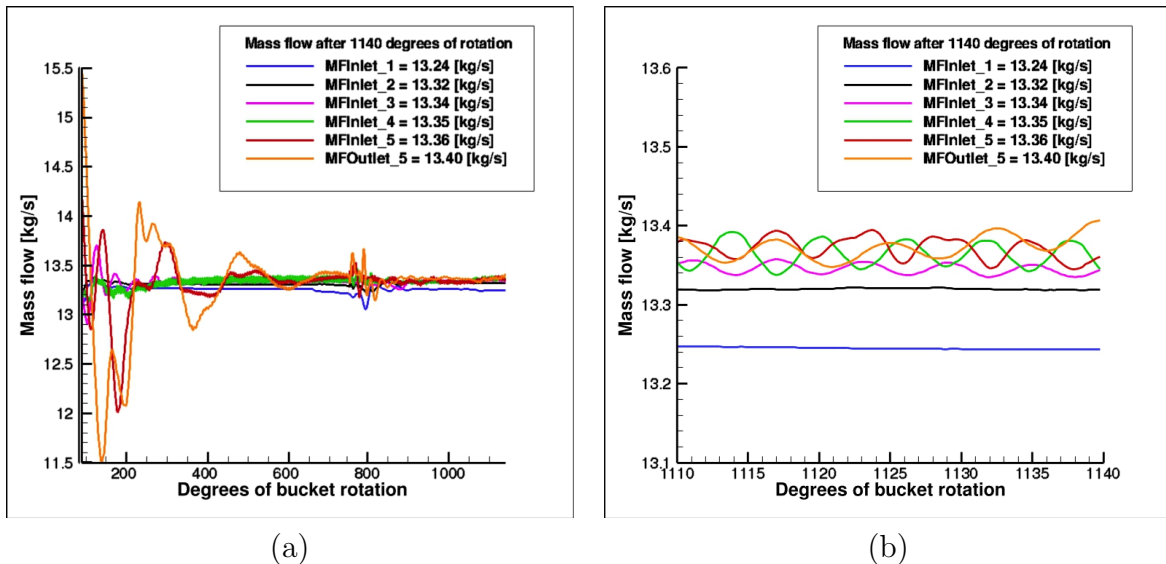 Mass flow after 1140 degrees of rotation
MFInlet_1 = 13.24 [kg/s]
MFInlet_2 = 13.32 [kg/s]
MFInlet_3 = 13.34 [kg/s]
MFInlet_4 = 13.35 [kg/s]
MFInlet_5 = 13.36 [kg/s]
MFOutlet_5 = 13.40 [kg/s]
15.5
15
14.5
14
13.5
13
12.5
12
11.5
Mass flow [kg/s]
200
400
600
800
1000
Degrees of bucket rotation
(a)
Mass flow after 1140 degrees of rotation
MFInlet_1 = 13.24 [kg/s]
MFInlet_2 = 13.32 [kg/s]
MFInlet_3 = 13.34 [kg/s]
MFInlet_4 = 13.35 [kg/s]
MFInlet_5 = 13.36 [kg/s]
MFOutlet_5 = 13.40 [kg/s]
13.6
13.5
13.4
13.3
13.2
13.1
Mass flow [kg/s]
1110
1115
1120
1125
1130
1135
1140
Degrees of bucket rotation
(b)